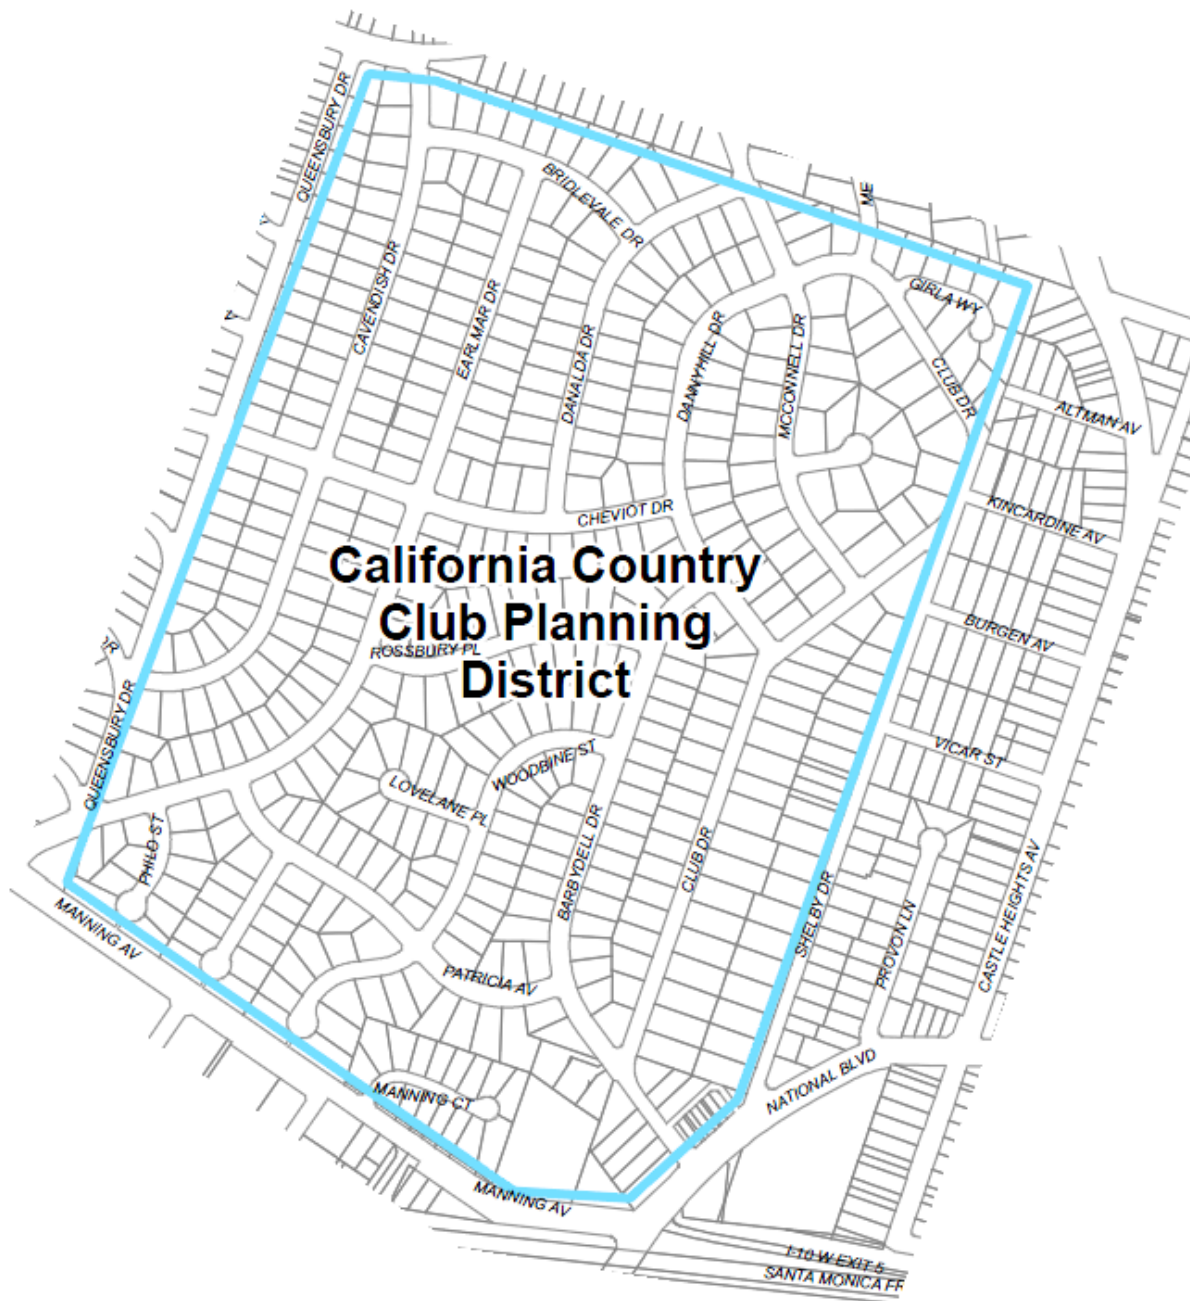 QUEENSBURY DR
BRIDLEVALE DR
ME
CAVENDISH DR
EARLMAR DR
GIRLA WY
DANALDA DR
DANNYHILL DR
MCCONNELL DR
CLUB DR
ALTMAN AV
CHEVIOT DR
KINCARDINE AV
California Country
Club Planning
District
ROSSBURY PL
BURGEN AV
DR
QUEENSBURY DR
WOODBINE ST
VICAR ST
LOVELANE PL
PHILO ST
BARBYDELL DR
CLUB DR
SHELBY DR
PROVON LN
CASTLE HEIGHTS AV
MANNING AV
PATRICIA AV
MANNING CT
NATIONAL BLVD
MANNING AV
I-10 W EXIT 5
SANTA MONICA FR